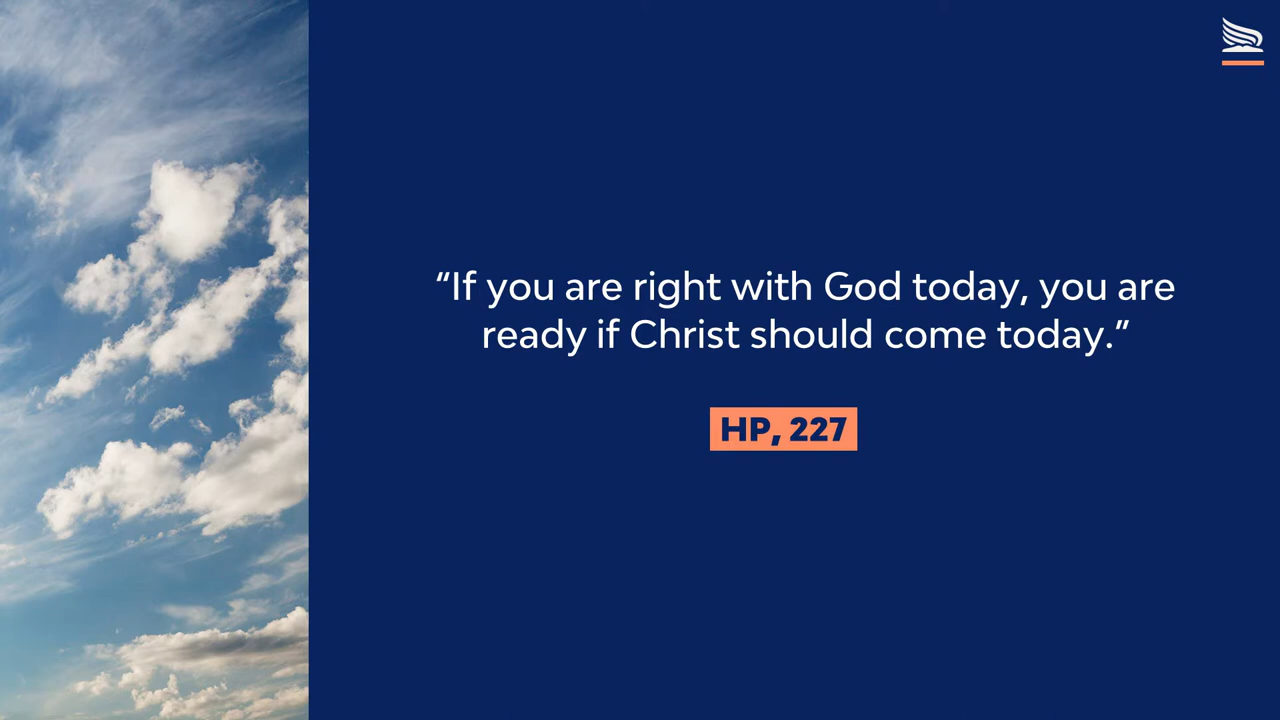 “If you are right with God today, you are
ready if Christ should come today.”
HP, 227